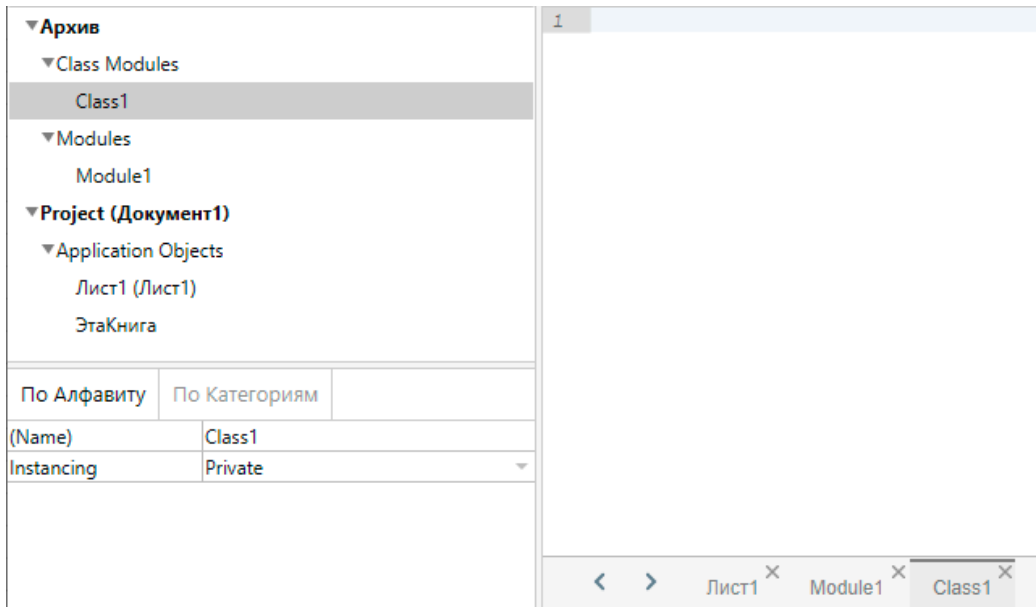 Архив
Class Modules
Class1
Modules
Module1
Project (Документ1)
Application Objects
Лист1 (Лист1)
ЭтаКнига
По Алфавиту По Категориям
(Name) Class1
Instancing Private
1
Лист1 Module1 Class1